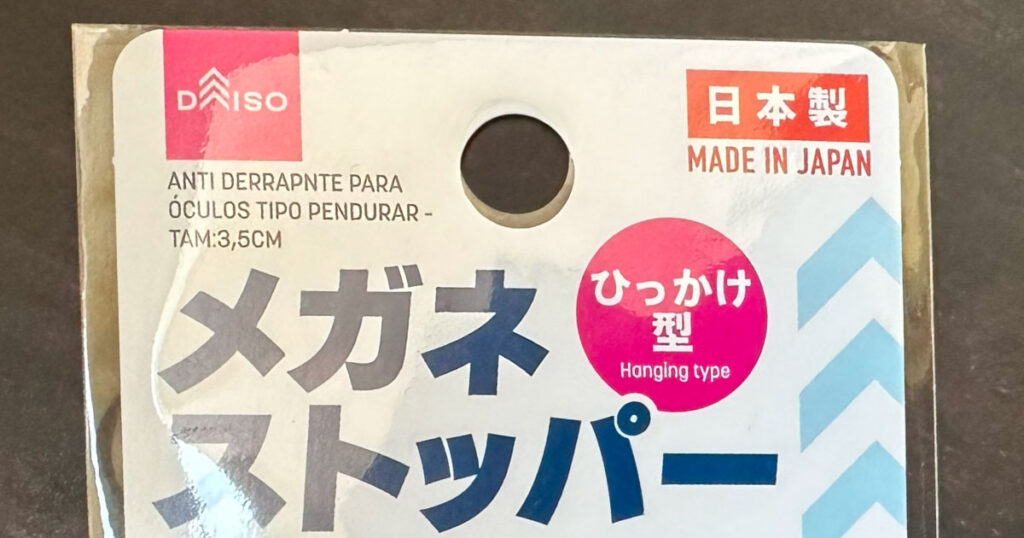 DAISO
日本製
MADE IN JAPAN
ANTI DERRAPNTE PARA
ÓCULOS TIPO PENDURAR -
TAM:3,5CM
メガネ
ひっかけ
型
Hanging type
ストッパー